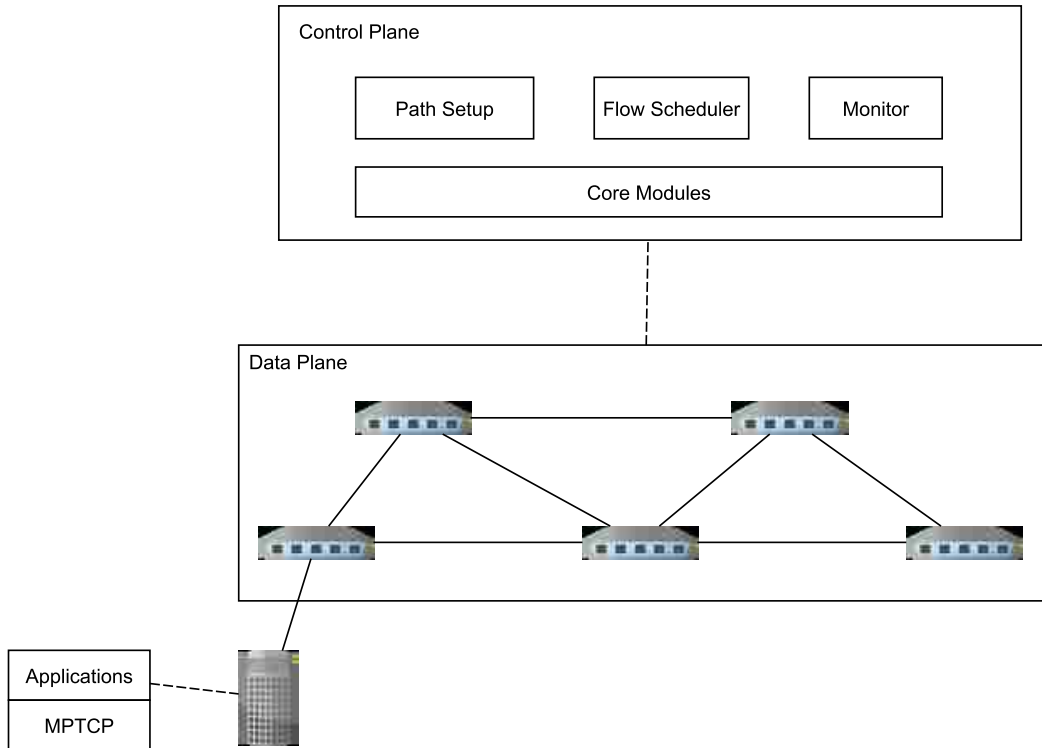 Control Plane
Path Setup
Flow Scheduler
Monitor
Core Modules
Data Plane
Applications
MPTCP